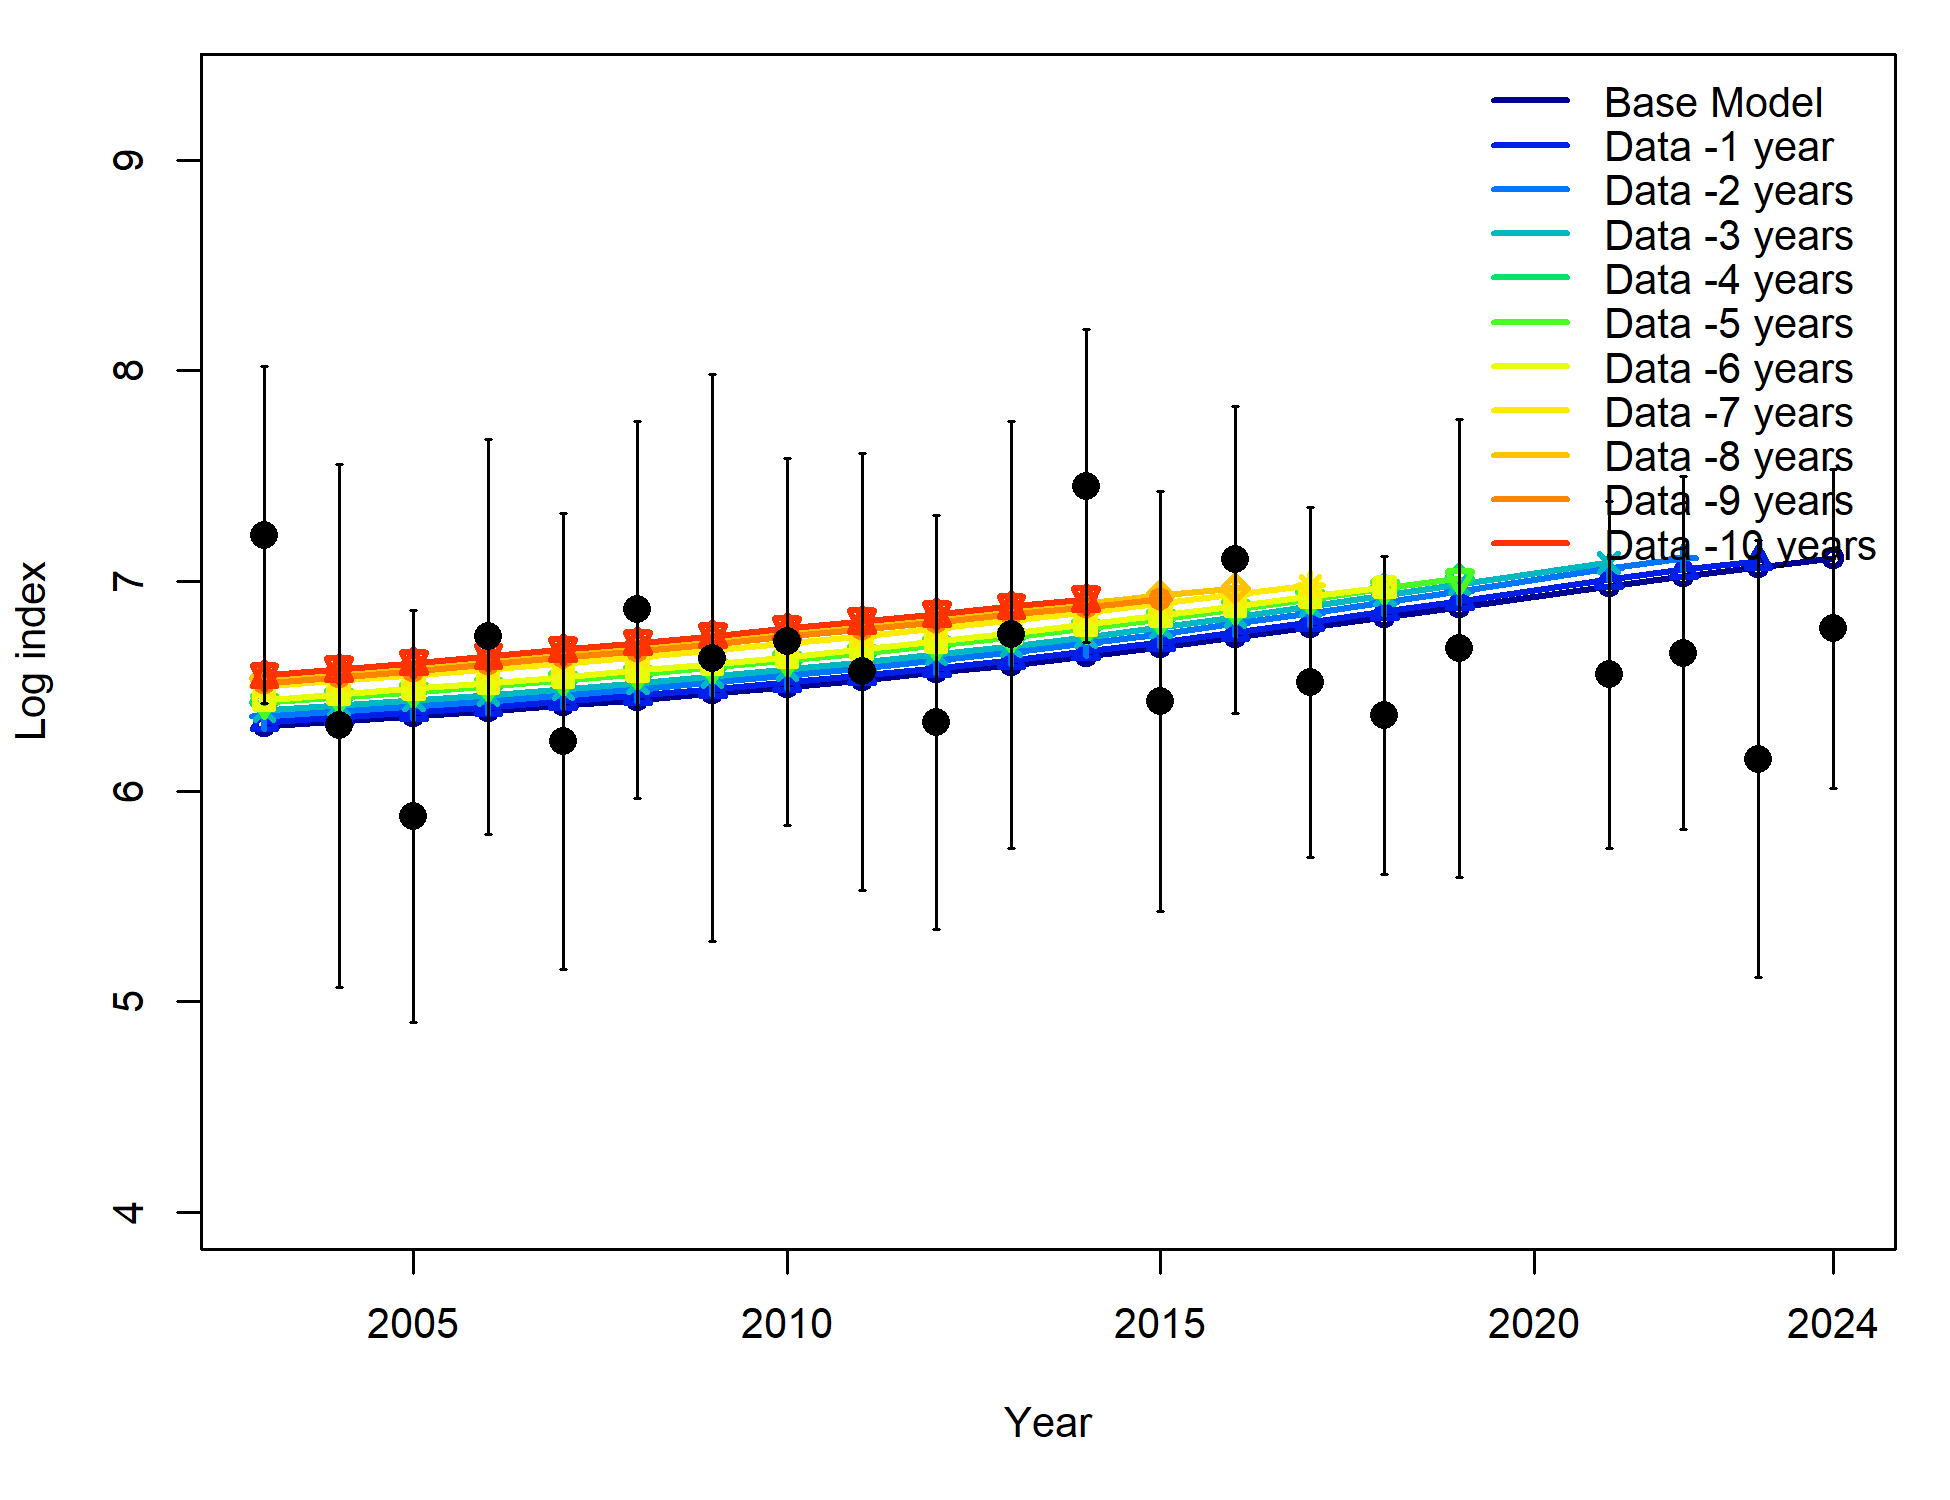 Base Model
Data -1 year
Data -2 years
Data -3 years
Data -4 years
Data -5 years
Data -6 years
Data -7 years
Data -8 years
Data -9 years
Data -10 years
9
8
7
6
5
4
Log index
2005
2010
2015
2020
2024
Year